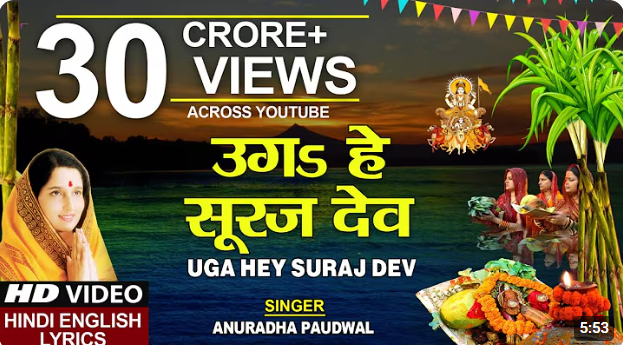 30
CRORE+
VIEWS
ACROSS YOUTUBE
उगऽ हे
सूरज देव
UGA HEY SURAJ DEV
SINGER
ANURADHA PAUDWAL
HD VIDEO
HINDI ENGLISH
LYRICS
5:53